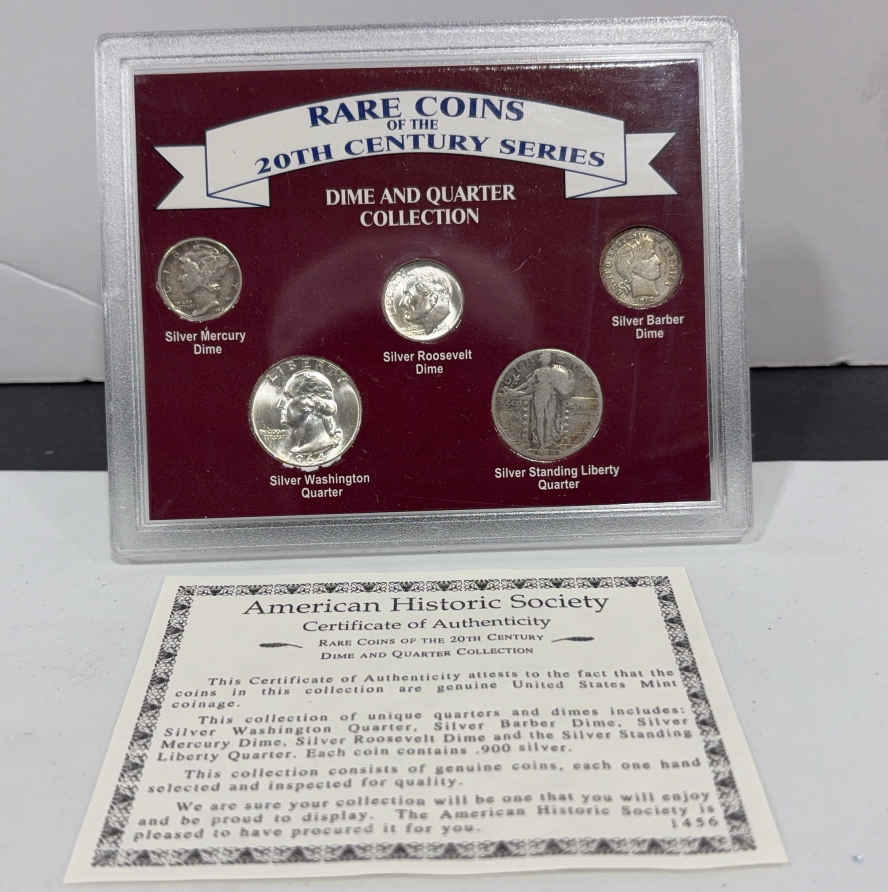 RARE COINS
OF THE
20TH CENTURY SERIES
DIME AND QUARTER
COLLECTION
Silver Mercury
Dime
Silver Roosevelt
Dime
Silver Barber
Dime
LIBERTY
Silver Washington
Quarter
Silver Standing Liberty
Quarter
American Historic Society
Certificate of Authenticity
RARE COINS OF THE 20TH CENTURY
DIME AND QUARTER COLLECTION
This Certificate of Authenticity attests to the fact that the
coins in this collection are genuine United States Mint
coinage.
This collection of unique quarters and dimes includes:
Silver Washington Quarter, Silver Barber Dime, Silver
Mercury Dime, Silver Roosevelt Dime and the Silver Standing
Liberty Quarter. Each coin contains .900 silver.
This collection consists of genuine coins, each one hand
selected and inspected for quality.
We are sure your collection will be one that you will enjoy
and be proud to display. The American Historic Society is
pleased to have procured it for you.
1456